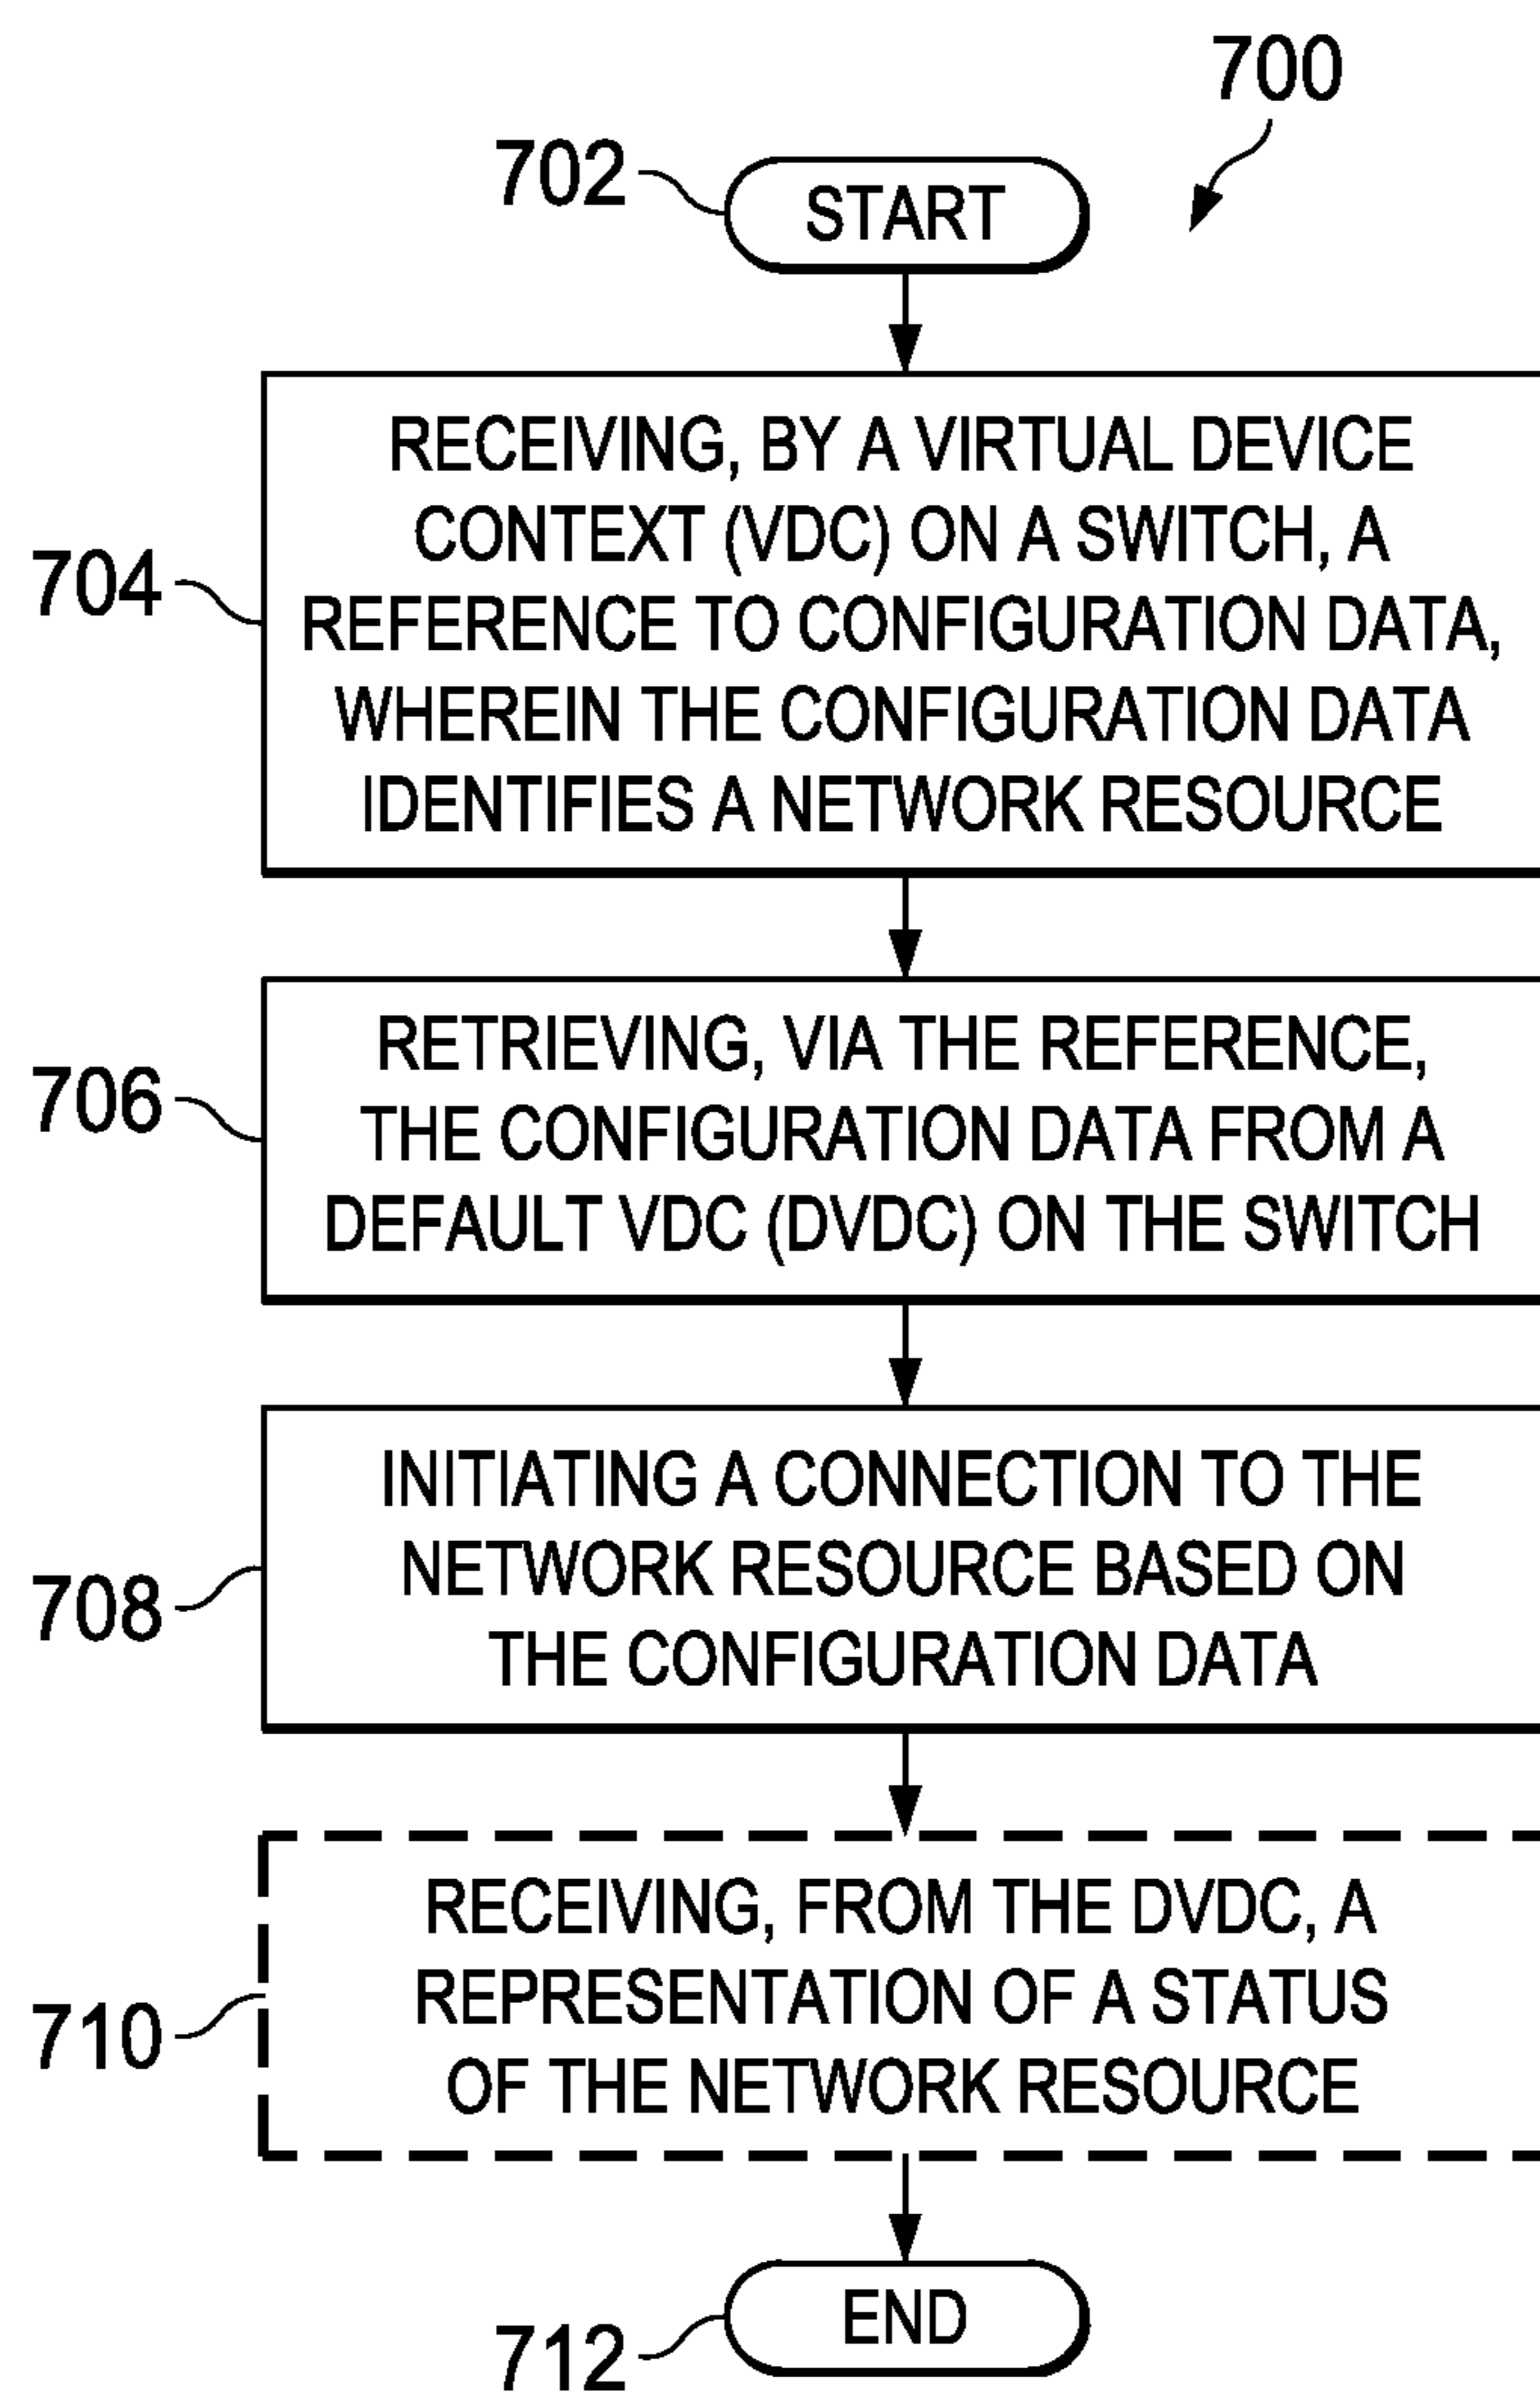 700
702
START
704
RECEIVING, BY A VIRTUAL DEVICE
CONTEXT (VDC) ON A SWITCH, A
REFERENCE TO CONFIGURATION DATA,
WHEREIN THE CONFIGURATION DATA
IDENTIFIES A NETWORK RESOURCE
706
RETRIEVING, VIA THE REFERENCE,
THE CONFIGURATION DATA FROM A
DEFAULT VDC (DVDC) ON THE SWITCH
708
INITIATING A CONNECTION TO THE
NETWORK RESOURCE BASED ON
THE CONFIGURATION DATA
710
RECEIVING, FROM THE DVDC, A
REPRESENTATION OF A STATUS
OF THE NETWORK RESOURCE
712
END